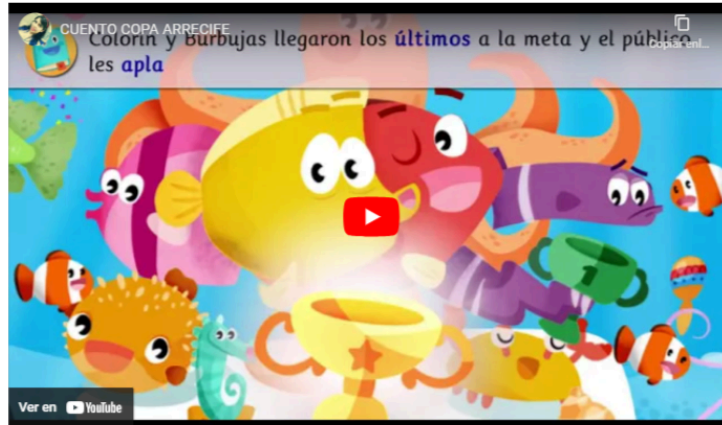 CUENTO COPA ARRECIFE
Colorín y Burbujas llegaron los últimos a la meta y el público
les apla
Copiar enl...
1
Ver en YouTube